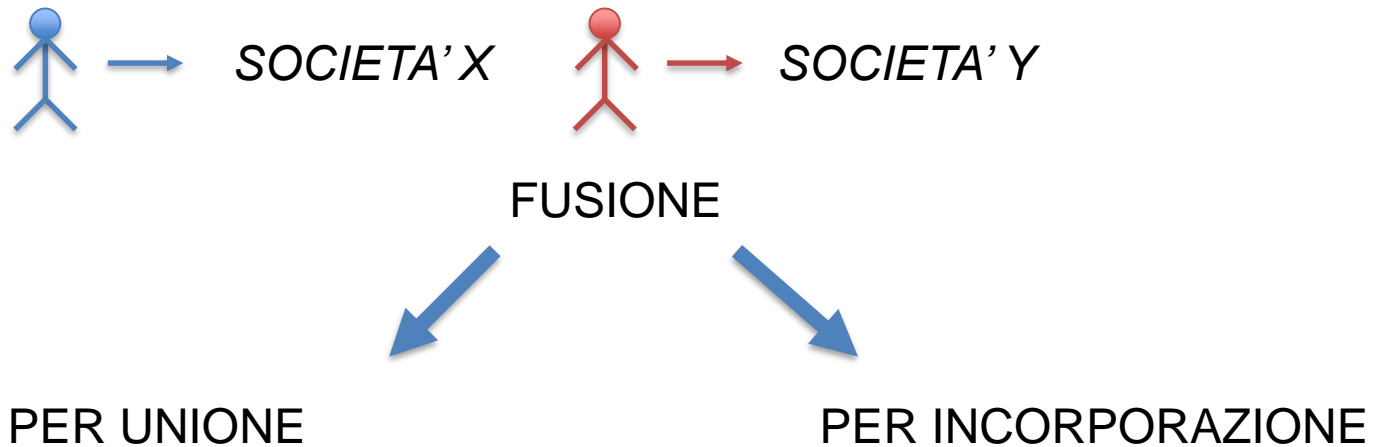 SOCIETA’ X SOCIETA’ Y
FUSIONE
PER UNIONE PER INCORPORAZIONE